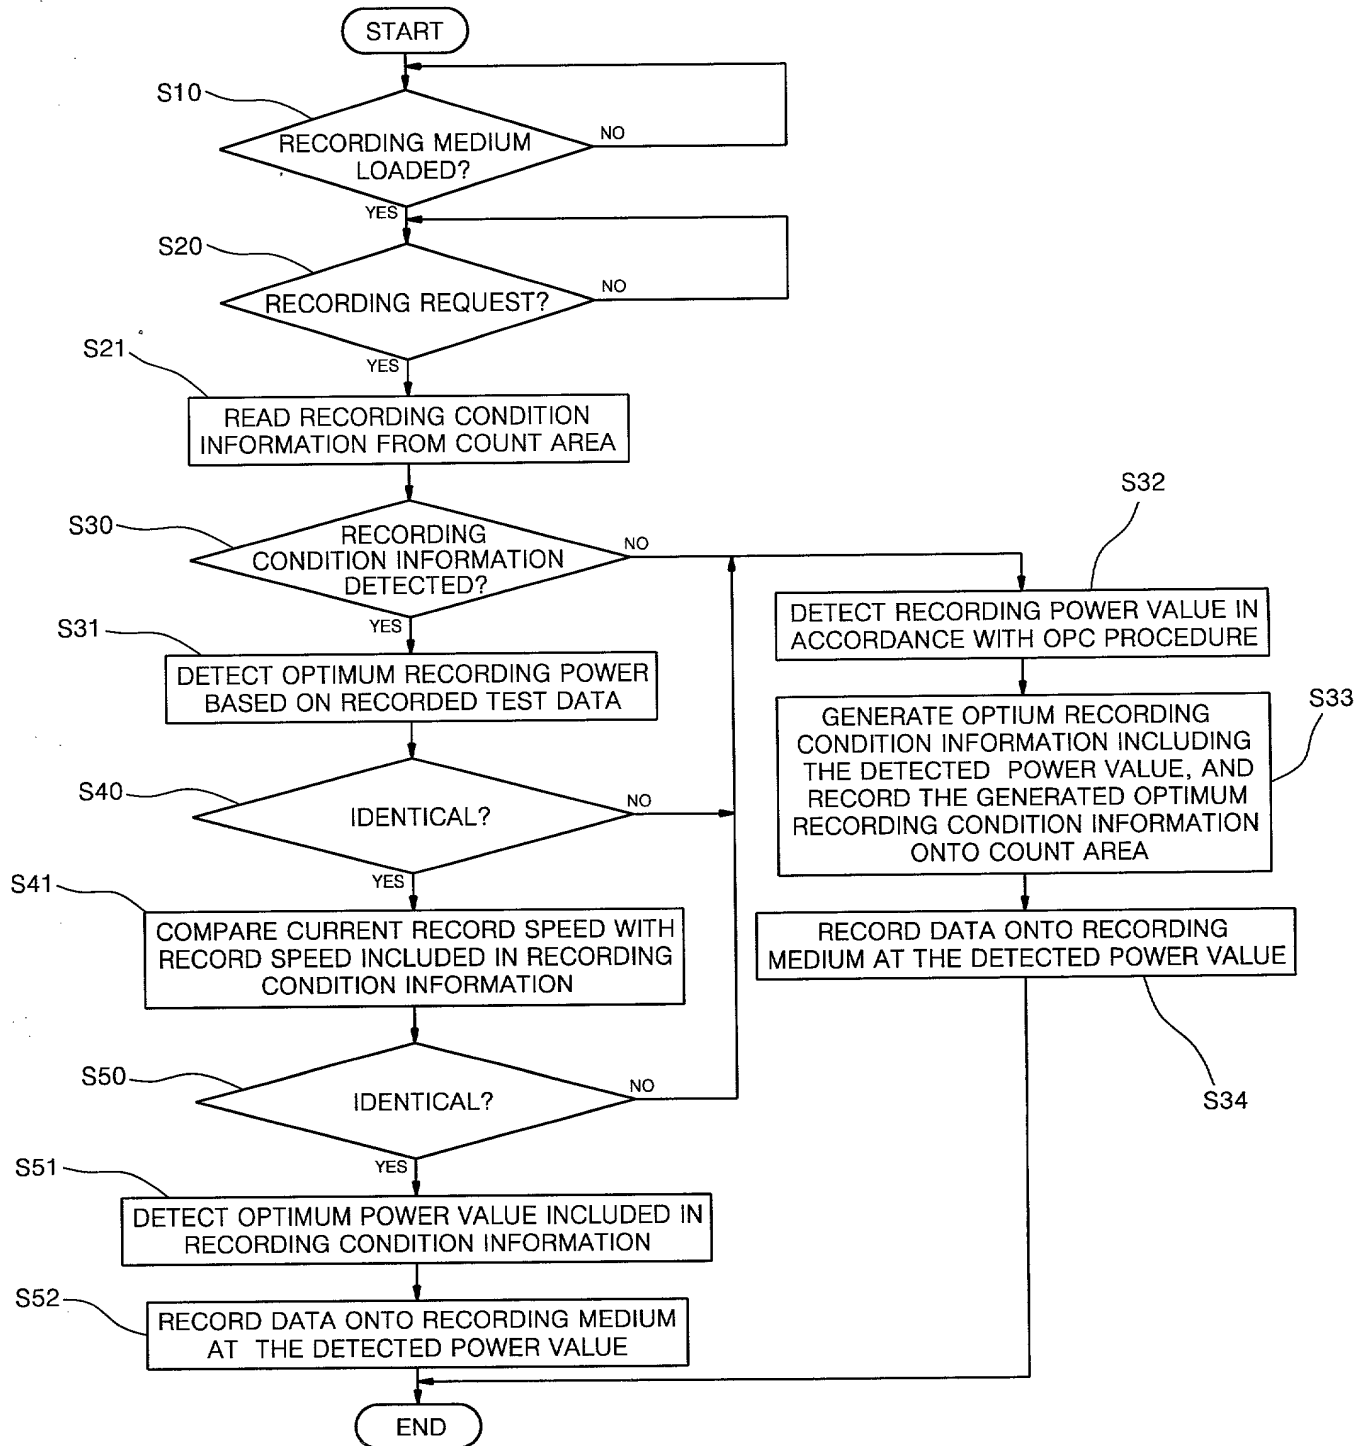 START
S10
RECORDING MEDIUM
LOADED?
NO
YES
S20
RECORDING REQUEST?
NO
YES
S21
READ RECORDING CONDITION
INFORMATION FROM COUNT AREA
S30
RECORDING
CONDITION INFORMATION
DETECTED?
NO
YES
S32
DETECT RECORDING POWER VALUE IN
ACCORDANCE WITH OPC PROCEDURE
S31
DETECT OPTIMUM RECORDING POWER
BASED ON RECORDED TEST DATA
S33
GENERATE OPTIUM RECORDING
CONDITION INFORMATION INCLUDING
THE DETECTED POWER VALUE, AND
RECORD THE GENERATED OPTIMUM
RECORDING CONDITION INFORMATION
ONTO COUNT AREA
S40
IDENTICAL?
NO
YES
S41
COMPARE CURRENT RECORD SPEED WITH
RECORD SPEED INCLUDED IN RECORDING
CONDITION INFORMATION
RECORD DATA ONTO RECORDING
MEDIUM AT THE DETECTED POWER VALUE
S34
S50
IDENTICAL?
NO
YES
S51
DETECT OPTIMUM POWER VALUE INCLUDED IN
RECORDING CONDITION INFORMATION
S52
RECORD DATA ONTO RECORDING MEDIUM
AT THE DETECTED POWER VALUE
END